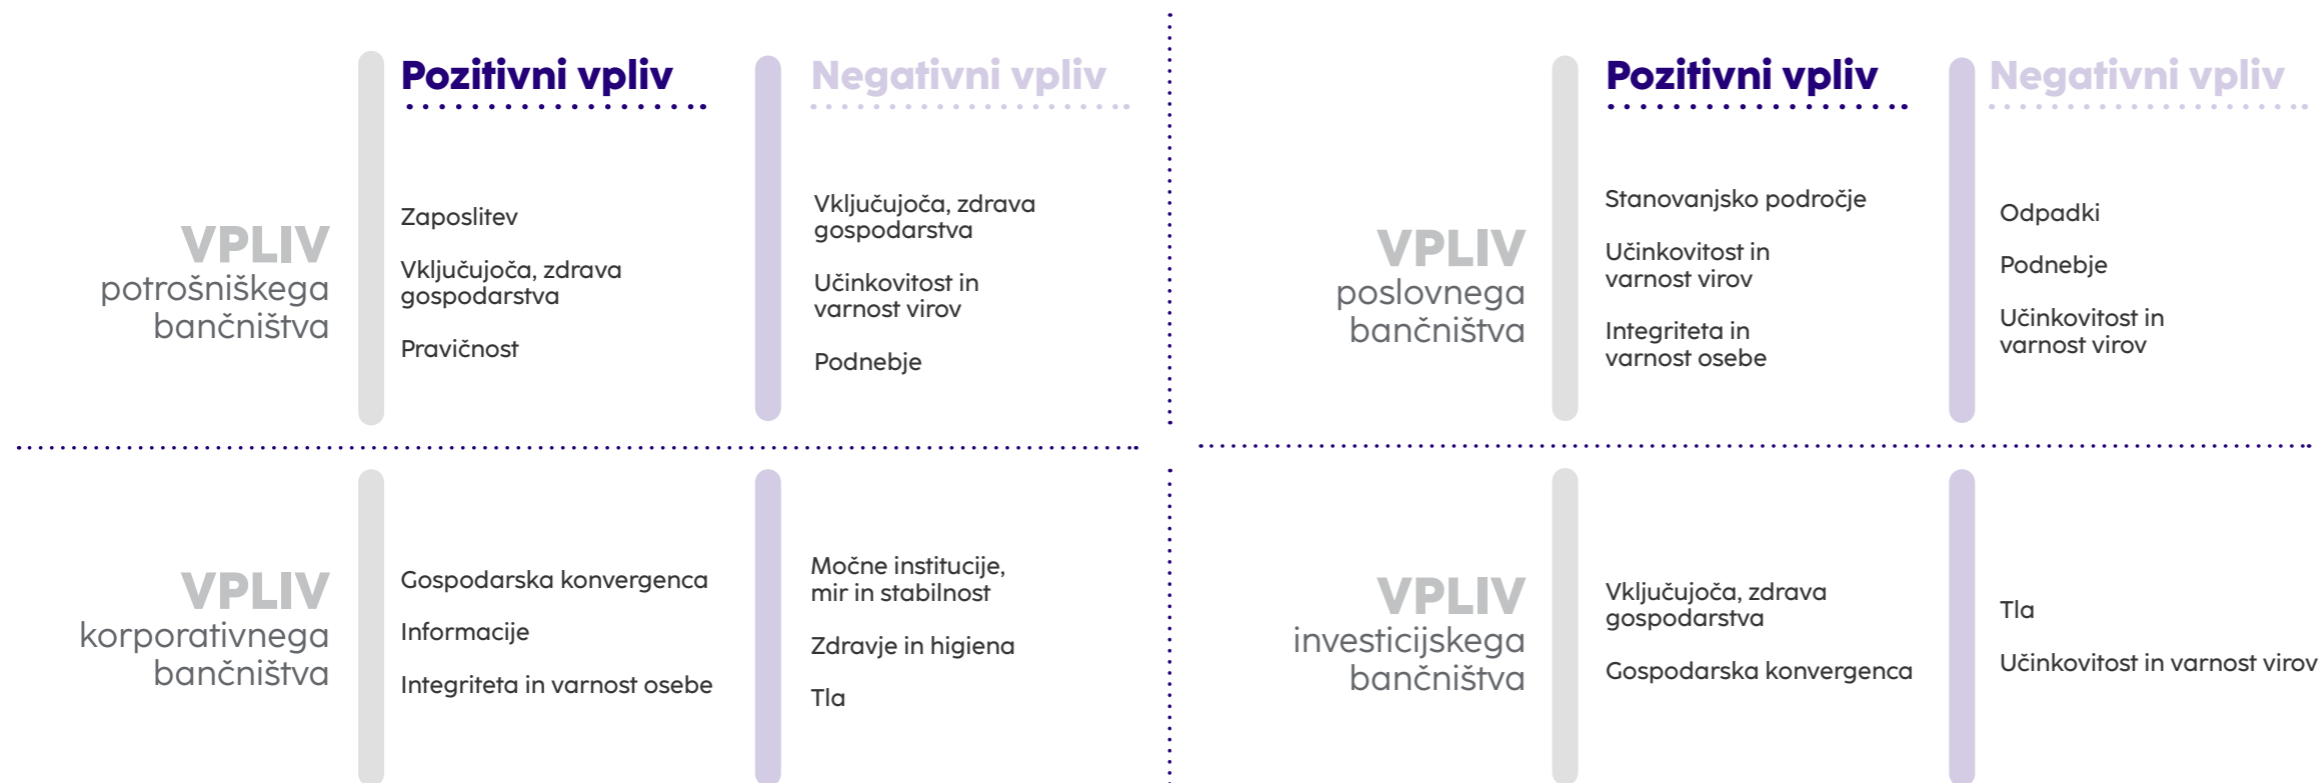 Pozitivni vpliv
Negativni vpliv
VPLIV
potrošniškega
bančništva
Zaposlitev
Vključujoča, zdrava
gospodarstva
Pravičnost
Vključujoča, zdrava
gospodarstva
Učinkovitost in
varnost virov
Podnebje
Pozitivni vpliv
Negativni vpliv
VPLIV
poslovnega
bančništva
Stanovanjsko področje
Učinkovitost in
varnost virov
Integriteta in
varnost osebe
Odpadki
Podnebje
Učinkovitost in
varnost virov
VPLIV
korporativnega
bančništva
Gospodarska konvergenca
Informacije
Integriteta in varnost osebe
Močne institucije,
mir in stabilnost
Zdravje in higiena
Tla
VPLIV
investicijskega
bančništva
Vključujoča, zdrava
gospodarstva
Gospodarska konvergenca
Tla
Učinkovitost in varnost virov